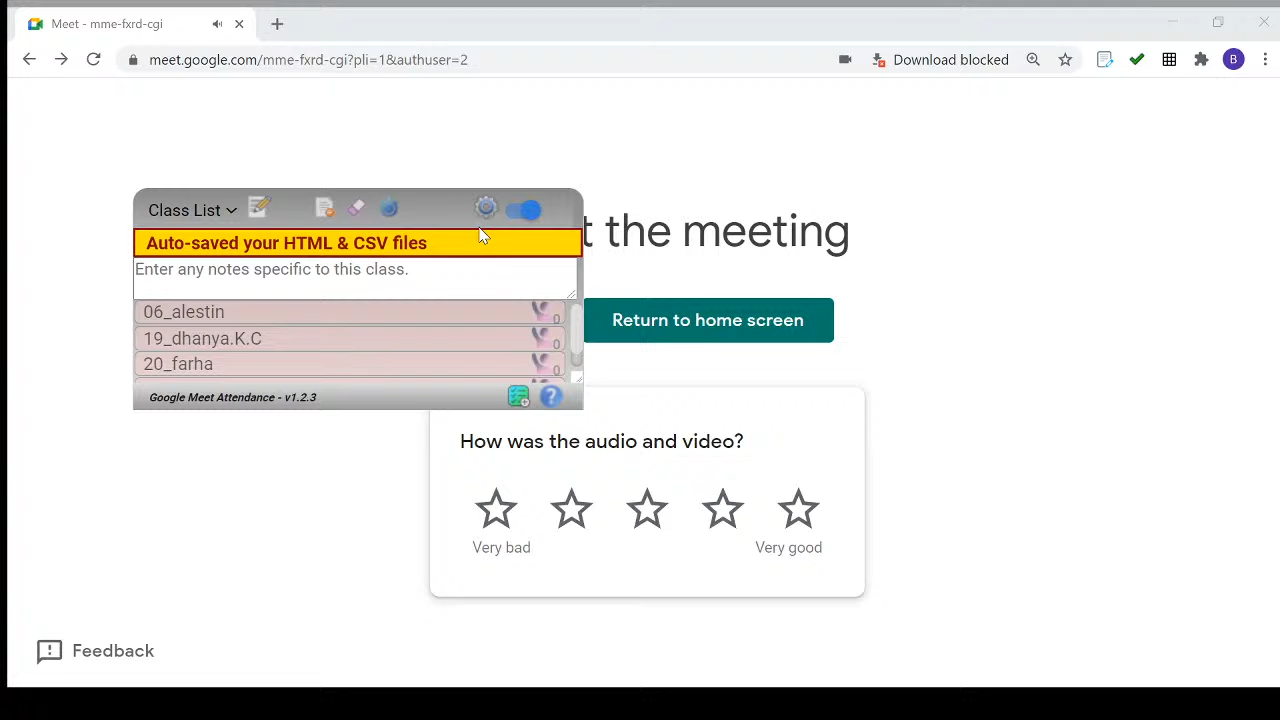 Meet - mme-fxrd-cgi
meet.google.com/mme-fxrd-cgi?pli=1&authuser=2
Download blocked
B
Class List
t the meeting
Auto-saved your HTML & CSV files
Enter any notes specific to this class.
06_alestin
0
19_dhanya.K.C
0
20_farha
0
Return to home screen
Google Meet Attendance - v1.2.3
?
How was the audio and video?
Very bad
Very good
Feedback